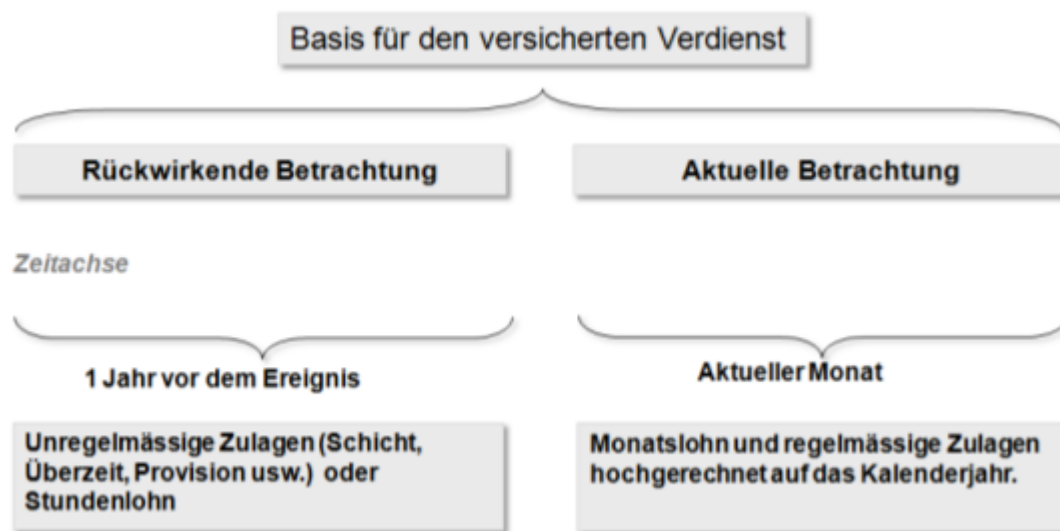 Basis für den versicherten Verdienst
Rückwirkende Betrachtung
Aktuelle Betrachtung
Zeitachse
1 Jahr vor dem Ereignis
Aktueller Monat
Unregelmässige Zulagen (Schicht,
Überzeit, Provision usw.) oder
Stundenlohn
Monatslohn und regelmässige Zulagen
hochgerechnet auf das Kalenderjahr.